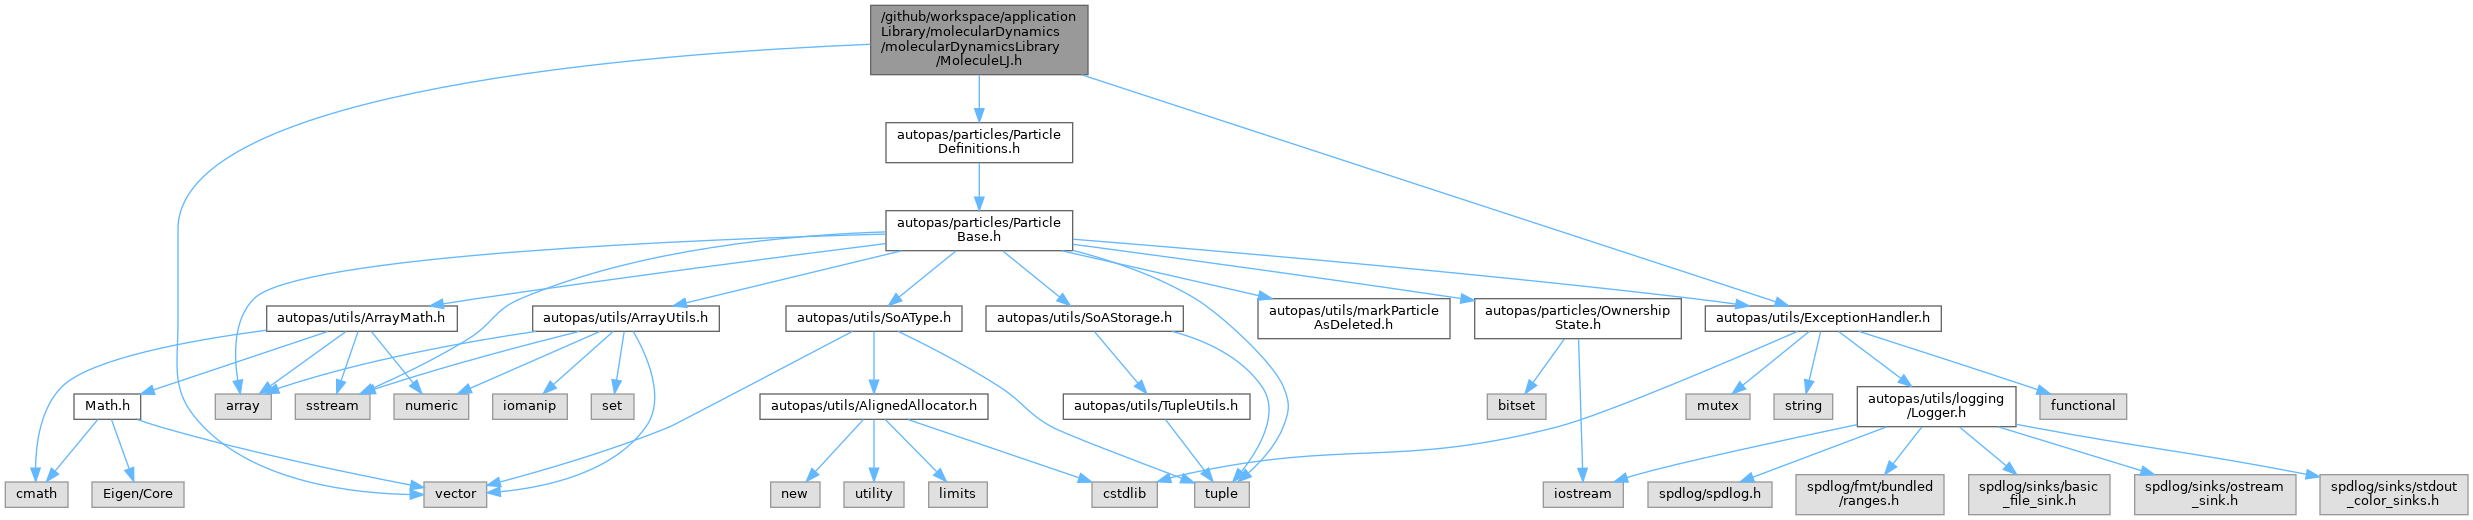 /github/workspace/application
Library/molecularDynamics
/molecularDynamicsLibrary
/MoleculeLJ.h
autopas/particles/Particle
Definitions.h
autopas/particles/Particle
Base.h
autopas/utils/ArrayMath.h
autopas/utils/ArrayUtils.h
autopas/utils/SoAType.h
autopas/utils/SoAStorage.h
autopas/utils/markParticle
AsDeleted.h
autopas/particles/Ownership
State.h
autopas/utils/ExceptionHandler.h
Math.h
array
sstream
numeric
iomanip
set
autopas/utils/AlignedAllocator.h
autopas/utils/TupleUtils.h
bitset
mutex
string
autopas/utils/logging
/Logger.h
functional
cmath
Eigen/Core
vector
new
utility
limits
cstdlib
tuple
iostream
spdlog/spdlog.h
spdlog/fmt/bundled
/ranges.h
spdlog/sinks/basic
_file_sink.h
spdlog/sinks/ostream
_sink.h
spdlog/sinks/stdout
_color_sinks.h